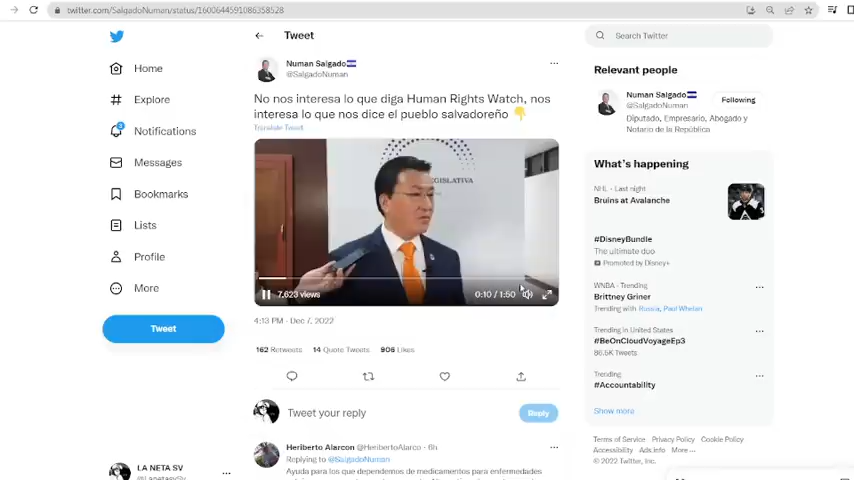 twitter.com/SalgadoNuman/status/1600644591086358528
Home
Explore
Notifications
Messages
Bookmarks
Lists
Profile
More
Tweet
LA NETA SV
Tweet
Numan Salgado
@SalgadoNuman
No nos interesa lo que diga Human Rights Watch, nos
interesa lo que nos dice el pueblo salvadoreño
Translate Tweet
7,623 views
0:10 / 1:50
4:13 PM · Dec 7, 2022
162 Retweets 14 Quote Tweets 906 Likes
Tweet your reply
Reply
Heriberto Alarcon @HeribertoAlarco · 6h
Replying to @SalgadoNuman
Ayuda para los que dependemos de medicamentos para enfermedades
Search Twitter
Relevant people
Numan Salgado
@SalgadoNuman
Following
Diputado, Empresario, Abogado y
Notario de la República
What's happening
NHL · Last night
Bruins at Avalanche
#DisneyBundle
The ultimate duo
Promoted by Disney+
WNBA · Trending
Brittney Griner
Trending with Russia, Paul Whelan
Trending in United States
#BeOnCloudVoyageEp3
86.5K Tweets
Trending
#Accountability
Show more
Terms of Service Privacy Policy Cookie Policy
Accessibility Ads info More ...
© 2022 Twitter, Inc.